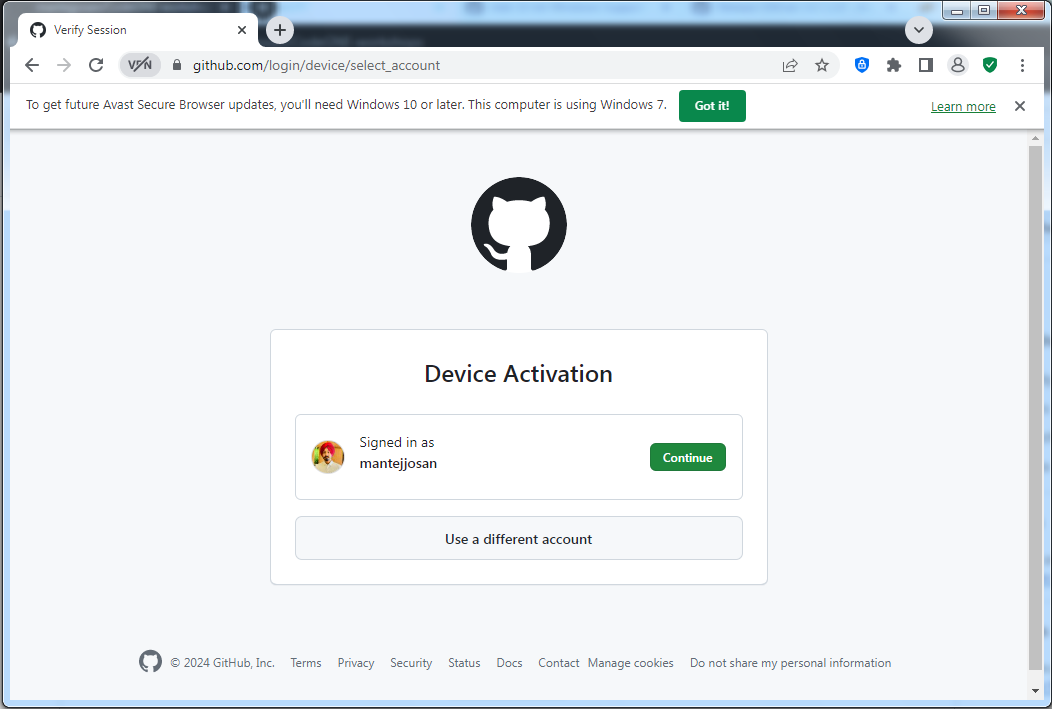 Verify Session
VPN
github.com/login/device/select_account
To get future Avast Secure Browser updates, you'll need Windows 10 or later. This computer is using Windows 7.
Got it!
Learn more
Device Activation
Signed in as
mantejjosan
Continue
Use a different account
© 2024 GitHub, Inc. Terms Privacy Security Status Docs Contact Manage cookies Do not share my personal information